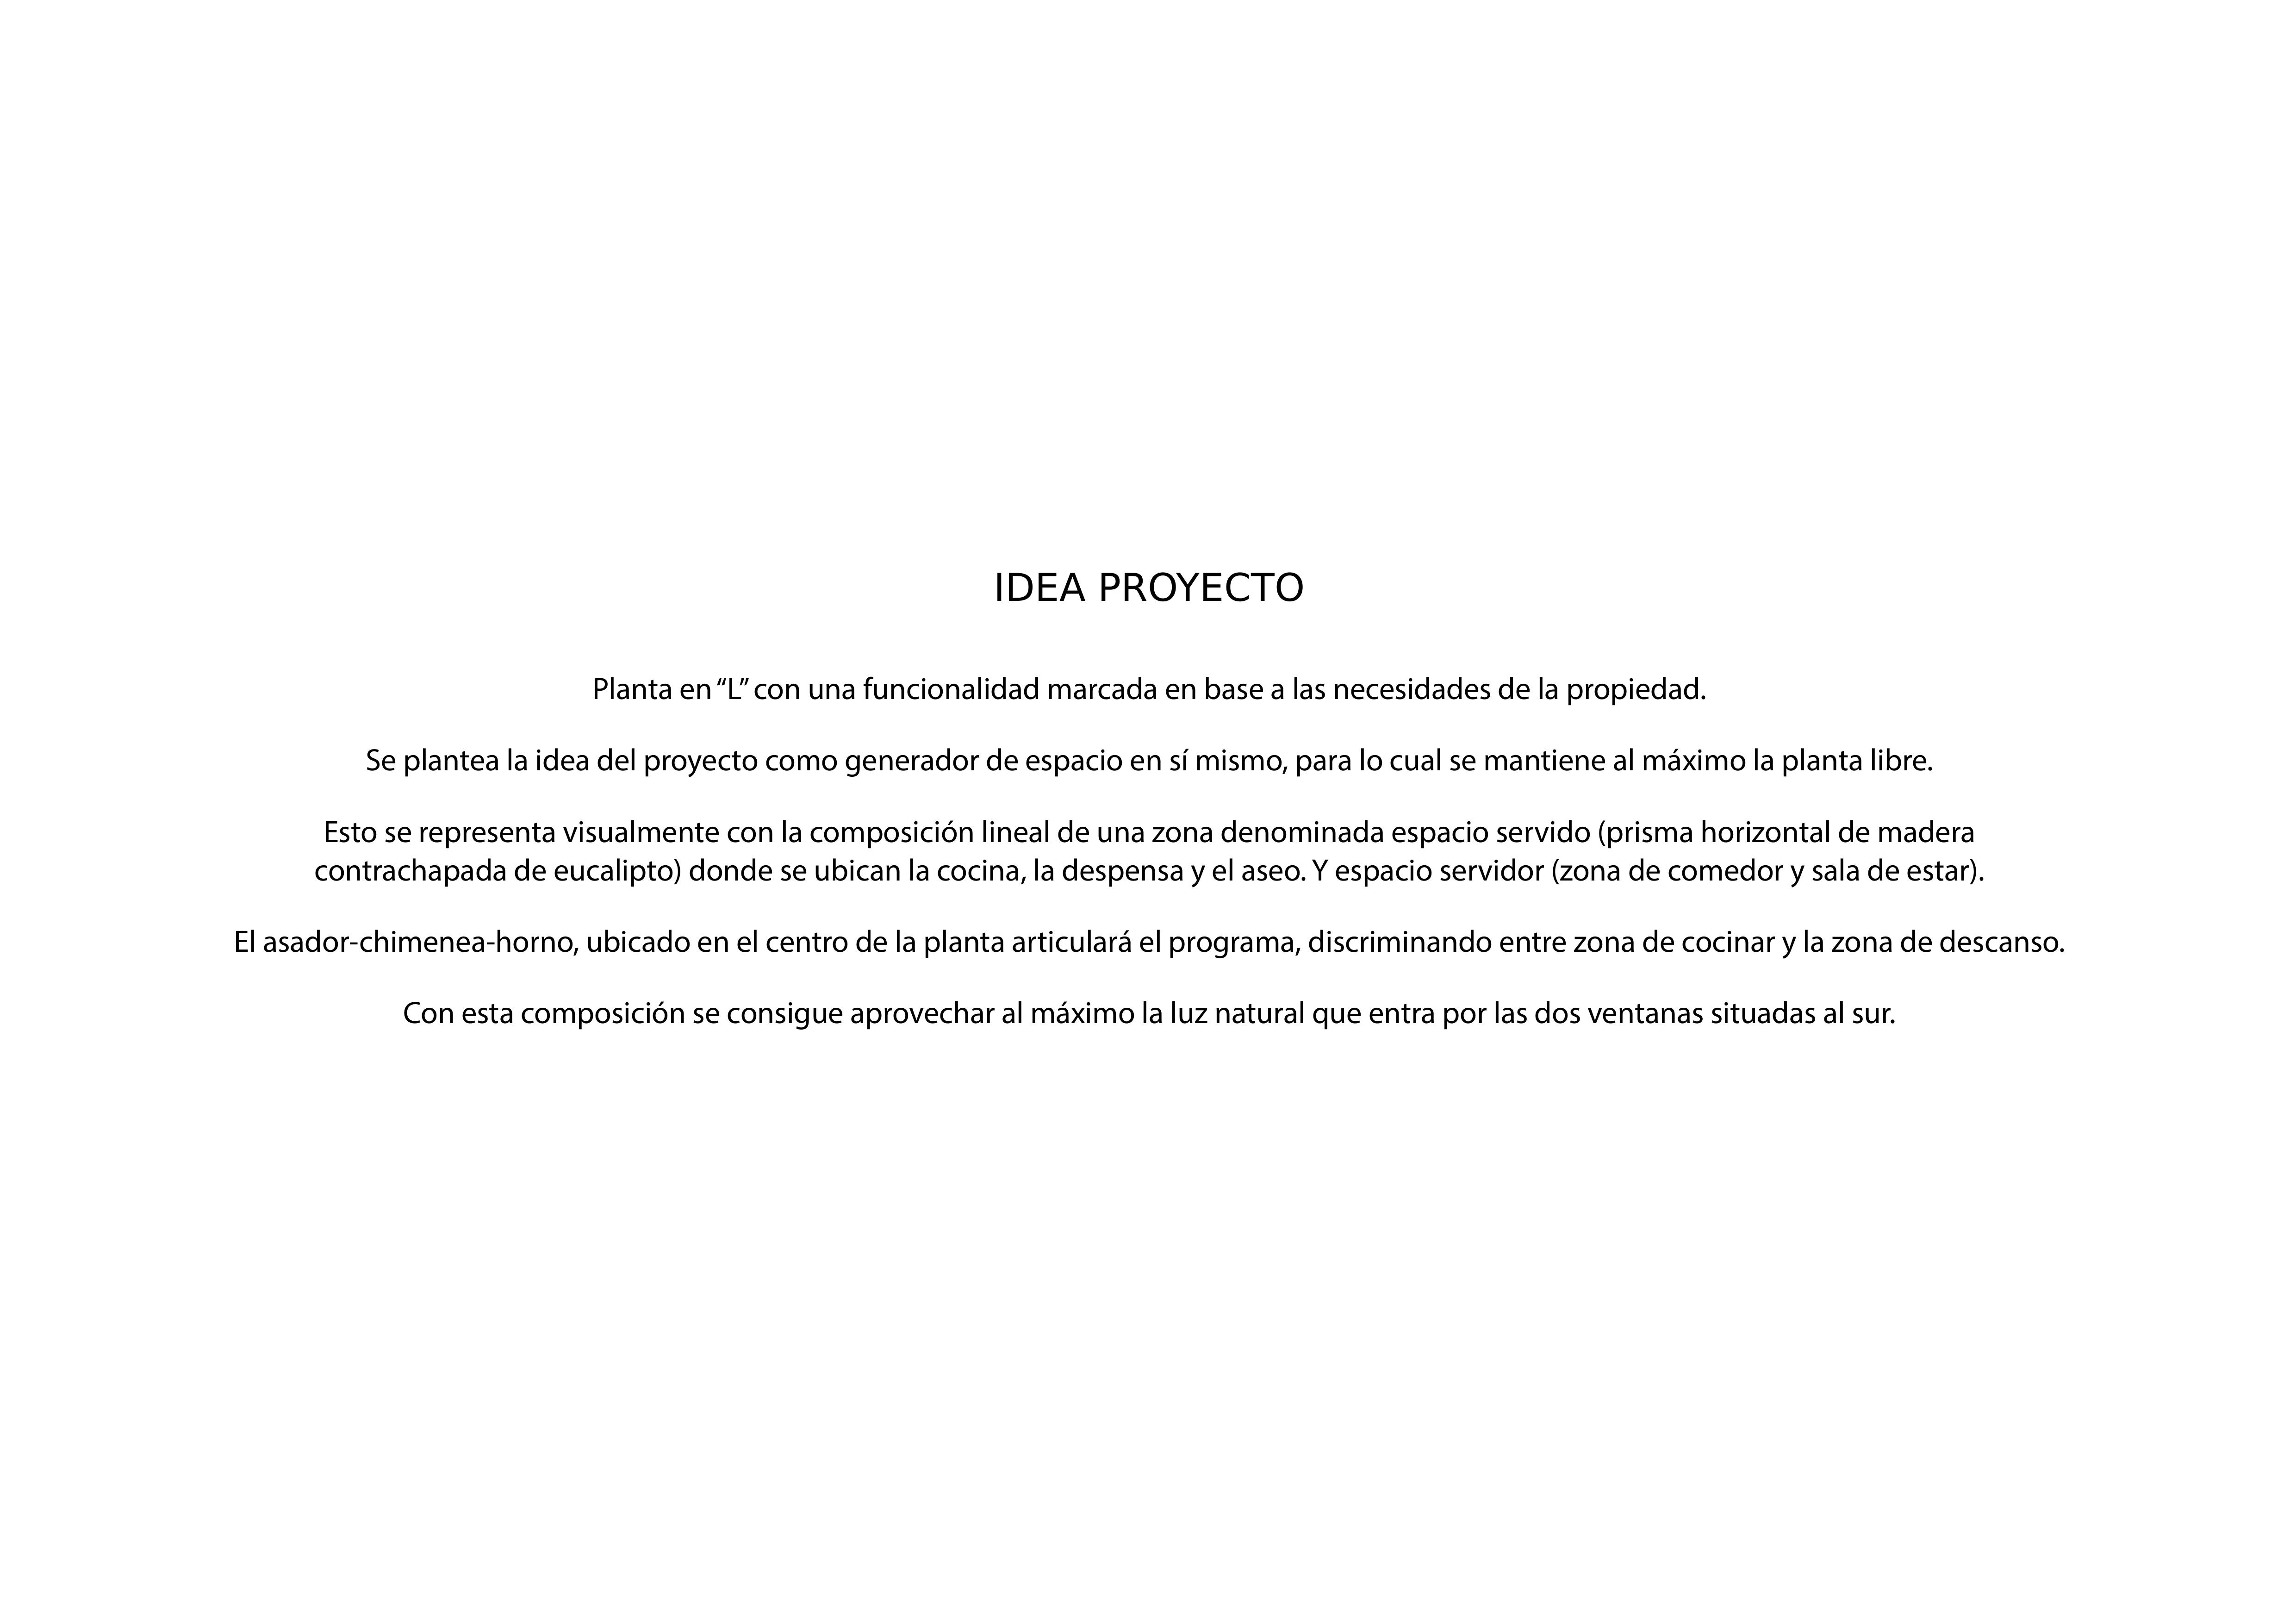 IDEA PROYECTO
Planta en “L” con una funcionalidad marcada en base a las necesidades de la propiedad.
Se plantea la idea del proyecto como generador de espacio en sí mismo, para lo cual se mantiene al máximo la planta libre.
Esto se representa visualmente con la composición lineal de una zona denominada espacio servido (prisma horizontal de madera
contrachapada de eucalipto) donde se ubican la cocina, la despensa y el aseo. Y espacio servidor (zona de comedor y sala de estar).
El asador-chimenea-horno, ubicado en el centro de la planta articulará el programa, discriminando entre zona de cocinar y la zona de descanso.
Con esta composición se consigue aprovechar al máximo la luz natural que entra por las dos ventanas situadas al sur.